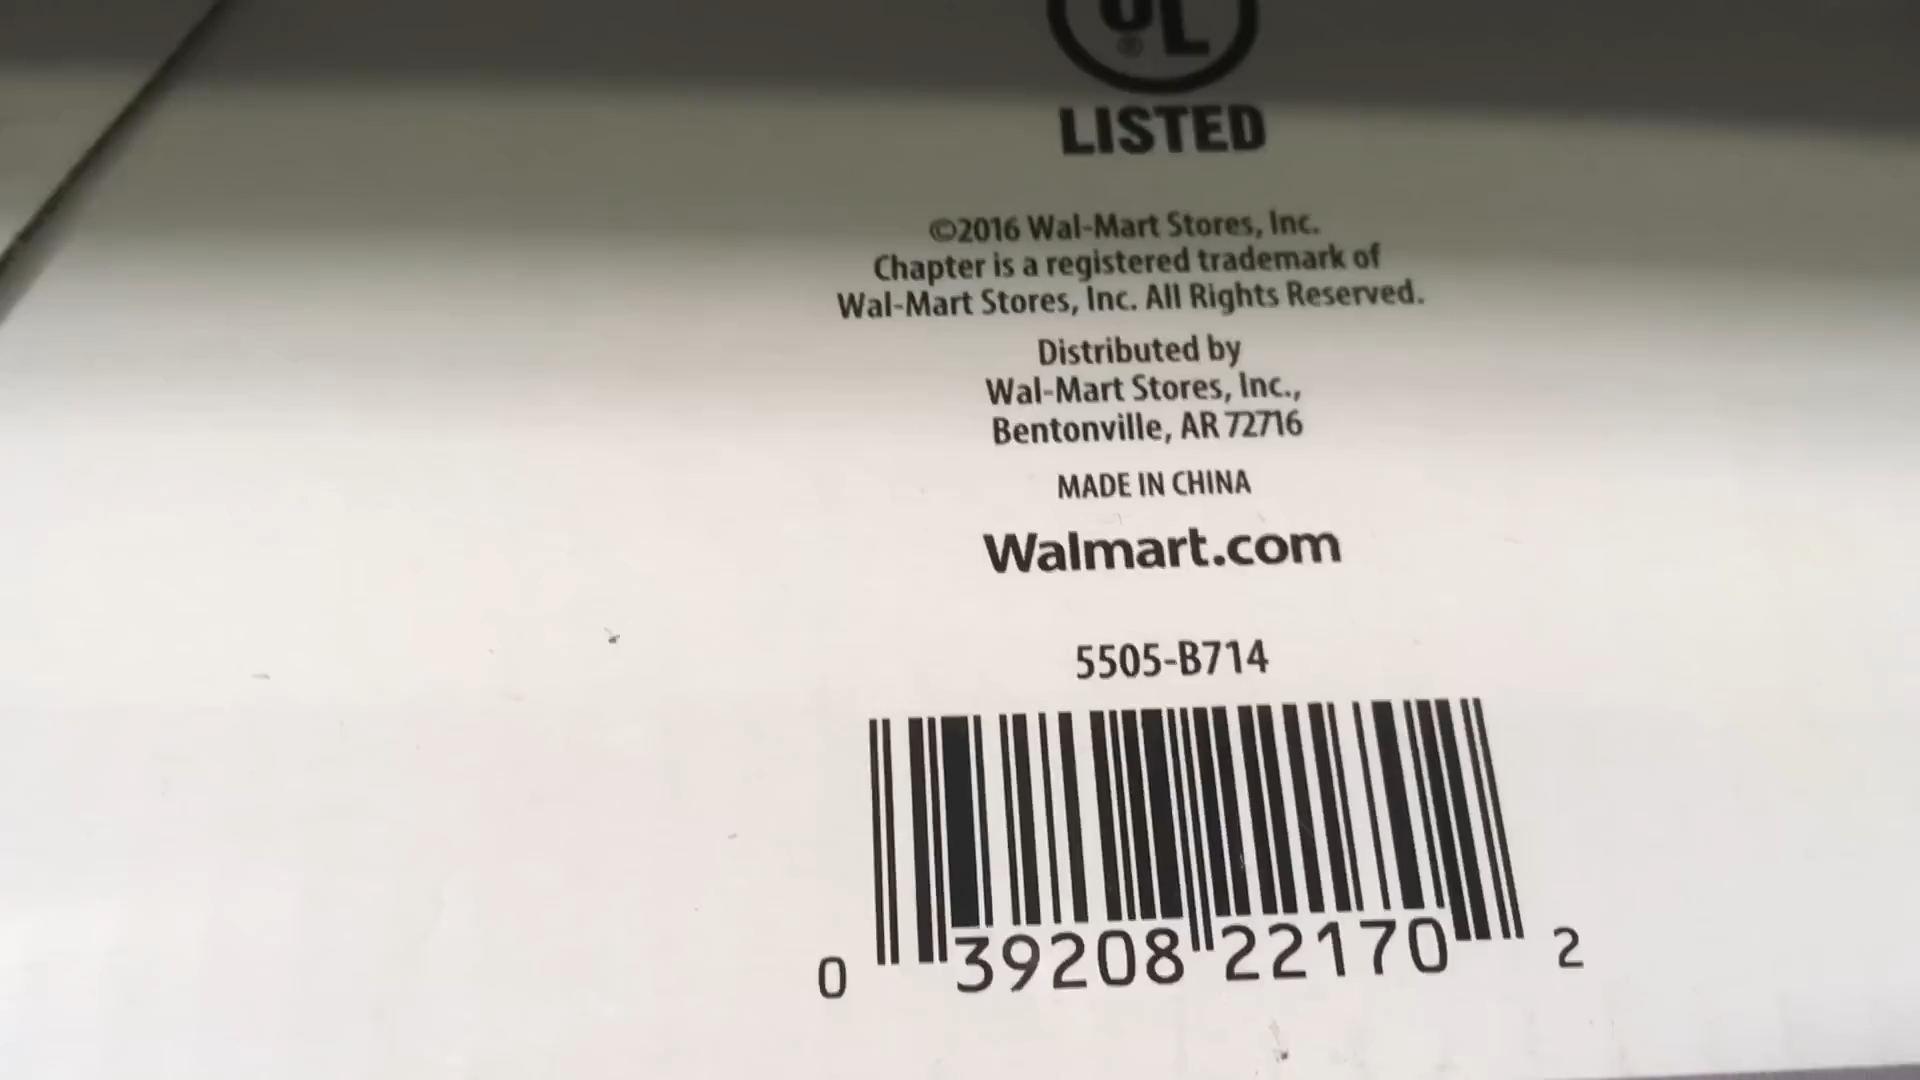 UL
®
LISTED
©2016 Wal-Mart Stores, Inc.
Chapter is a registered trademark of
Wal-Mart Stores, Inc. All Rights Reserved.
Distributed by
Wal-Mart Stores, Inc.,
Bentonville, AR 72716
MADE IN CHINA
Walmart.com
5505-B714
0 39208 22170 2